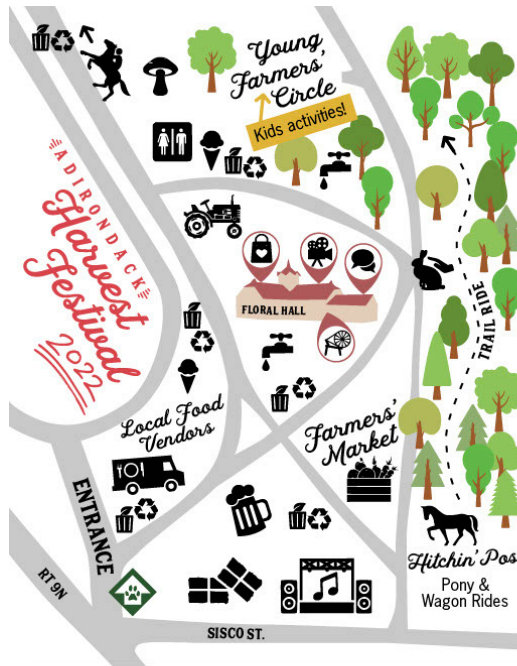 Young
Farmers'
Circle
Kids activities!
ADIRONDACK
Harvest
Festival
2022
FLORAL HALL
TRAIL RIDE
Local Food
Vendors
Farmers'
Market
ENTRANCE
Hitchin' Pos
Pony &
Wagon Rides
RT 9N
SISCO ST.